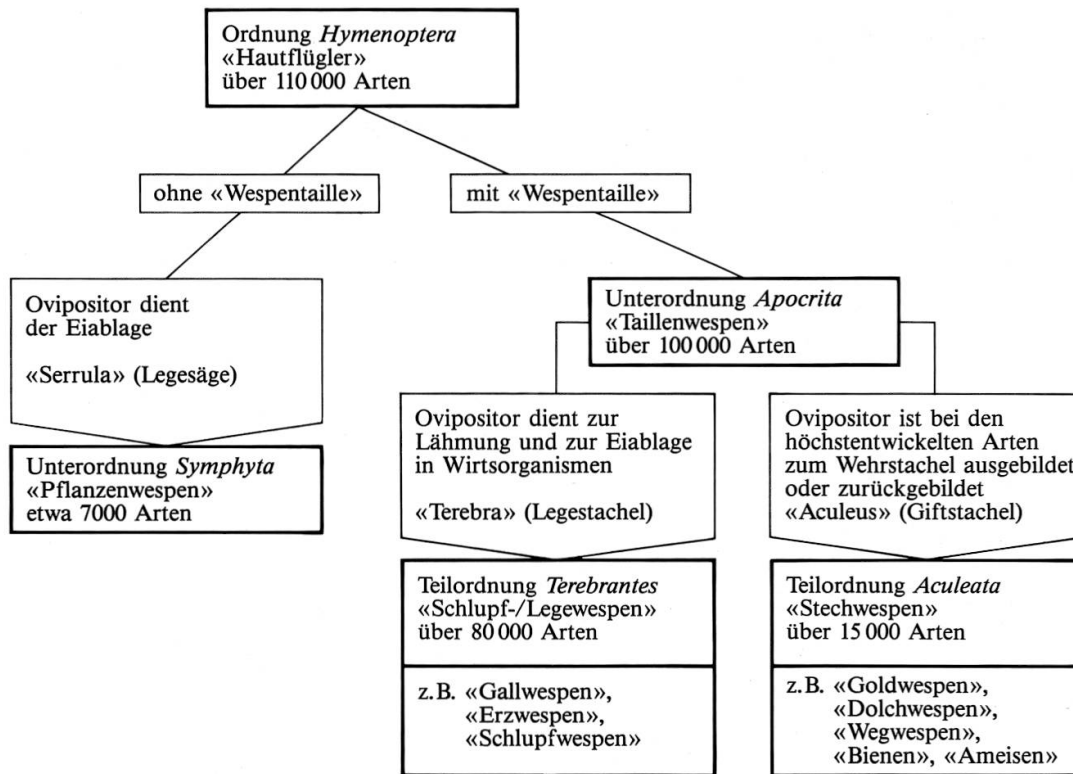 Ordnung Hymenoptera
«Hautflügler»
über 110 000 Arten
ohne «Wespentaille»
mit «Wespentaille»
Ovipositor dient
der Eiablage
«Serrula» (Legesäge)
Unterordnung Symphyta
«Pflanzenwespen»
etwa 7000 Arten
Unterordnung Apocrita
«Taillenwespen»
über 100 000 Arten
Ovipositor dient zur
Lähmung und zur Eiablage
in Wirtsorganismen
«Terebra» (Legestachel)
Teilordnung Terebrantes
«Schlupf-/Legewespen»
über 80 000 Arten
z.B. «Gallwespen»,
«Erzwespen»,
«Schlupfwespen»
Ovipositor ist bei den
höchstentwickelten Arten
zum Wehrstachel ausgebildet
oder zurückgebildet
«Aculeus» (Giftstachel)
Teilordnung Aculeata
«Stechwespen»
über 15 000 Arten
z.B. «Goldwespen»,
«Dolchwespen»,
«Wegwespen»,
«Bienen», «Ameisen»